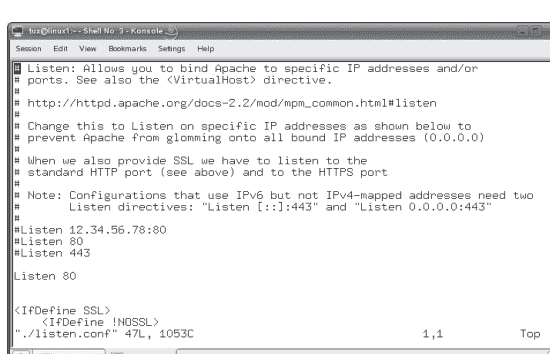 tux@linux1:~ - Shell No. 3 - Konsole
Session Edit View Bookmarks Settings Help
# Listen: Allows you to bind Apache to specific IP addresses and/or
# ports. See also the <VirtualHost> directive.
#
# http://httpd.apache.org/docs-2.2/mod/mpm_common.html#listen
#
# Change this to Listen on specific IP addresses as shown below to
# prevent Apache from glomming onto all bound IP addresses (0.0.0.0)
#
# When we also provide SSL we have to listen to the
# standard HTTP port (see above) and to the HTTPS port
#
# Note: Configurations that use IPv6 but not IPv4-mapped addresses need two
#       Listen directives: "Listen [::]:443" and "Listen 0.0.0.0:443"
#
#Listen 12.34.56.78:80
#Listen 80
#Listen 443
Listen 80
<IfDefine SSL>
    <IfDefine !NOSSL>
"./listen.conf" 47L, 1053C 1,1 Top